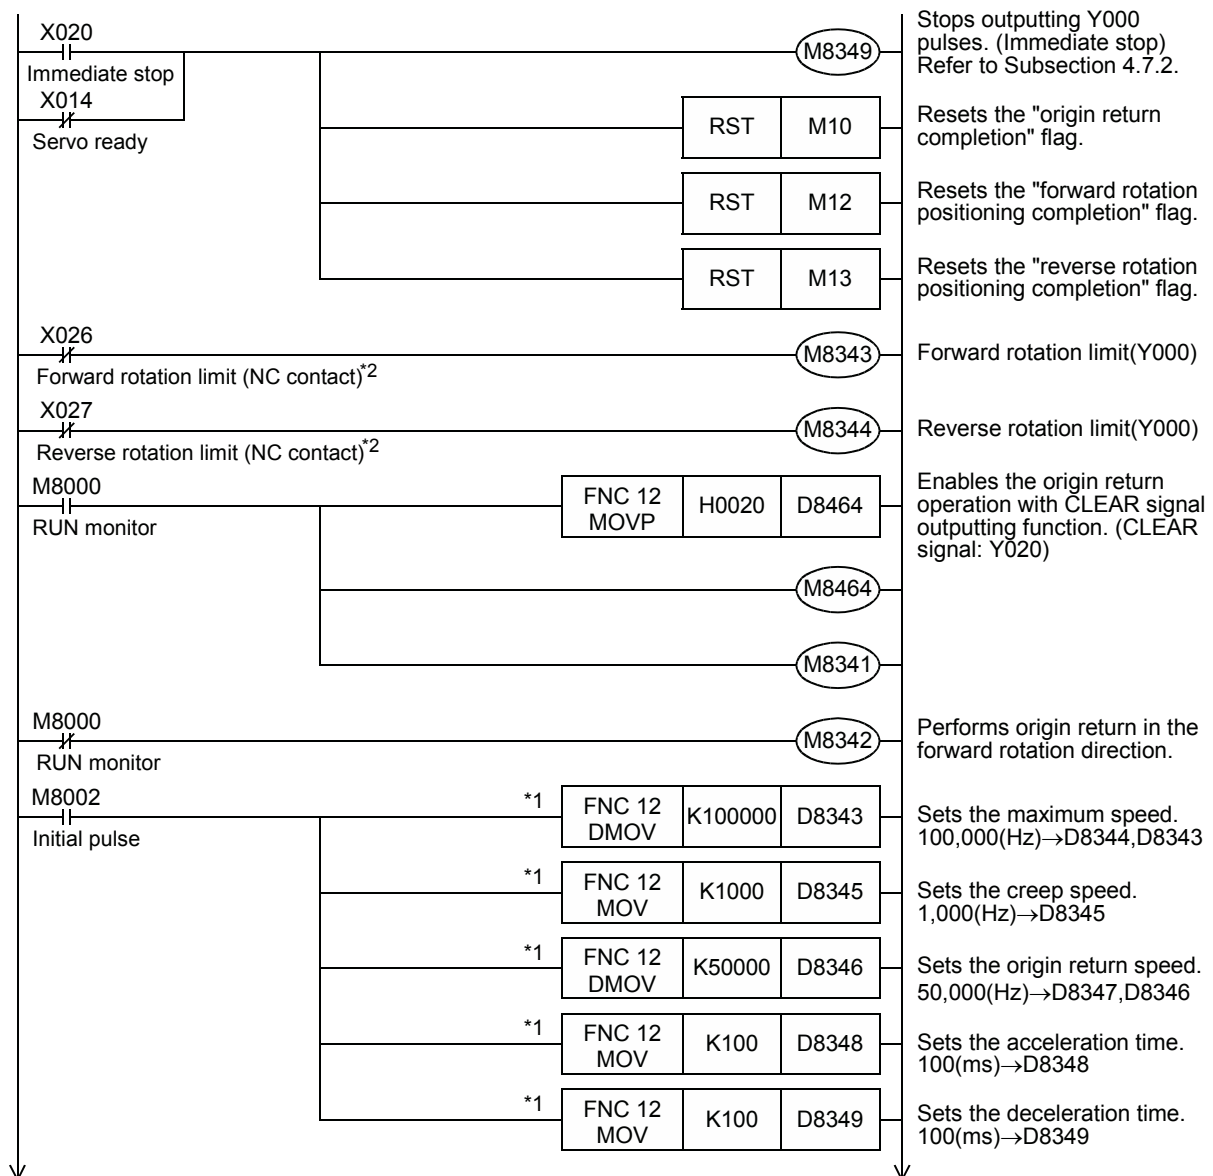 X020
Immediate stop
X014
Servo ready
M8349
Stops outputting Y000
pulses. (Immediate stop)
Refer to Subsection 4.7.2.
RST M10
Resets the "origin return
completion" flag.
RST M12
Resets the "forward rotation
positioning completion" flag.
RST M13
Resets the "reverse rotation
positioning completion" flag.
X026
Forward rotation limit (NC contact)*2
M8343
Forward rotation limit(Y000)
X027
Reverse rotation limit (NC contact)*2
M8344
Reverse rotation limit(Y000)
M8000
RUN monitor
FNC 12
MOVP
H0020 D8464
Enables the origin return
operation with CLEAR signal
outputting function. (CLEAR
signal: Y020)
M8464
M8341
M8000
RUN monitor
M8342
Performs origin return in the
forward rotation direction.
M8002
Initial pulse
*1
FNC 12
DMOV
K100000 D8343
Sets the maximum speed.
100,000(Hz)→D8344,D8343
*1
FNC 12
MOV
K1000 D8345
Sets the creep speed.
1,000(Hz)→D8345
*1
FNC 12
DMOV
K50000 D8346
Sets the origin return speed.
50,000(Hz)→D8347,D8346
*1
FNC 12
MOV
K100 D8348
Sets the acceleration time.
100(ms)→D8348
*1
FNC 12
MOV
K100 D8349
Sets the deceleration time.
100(ms)→D8349